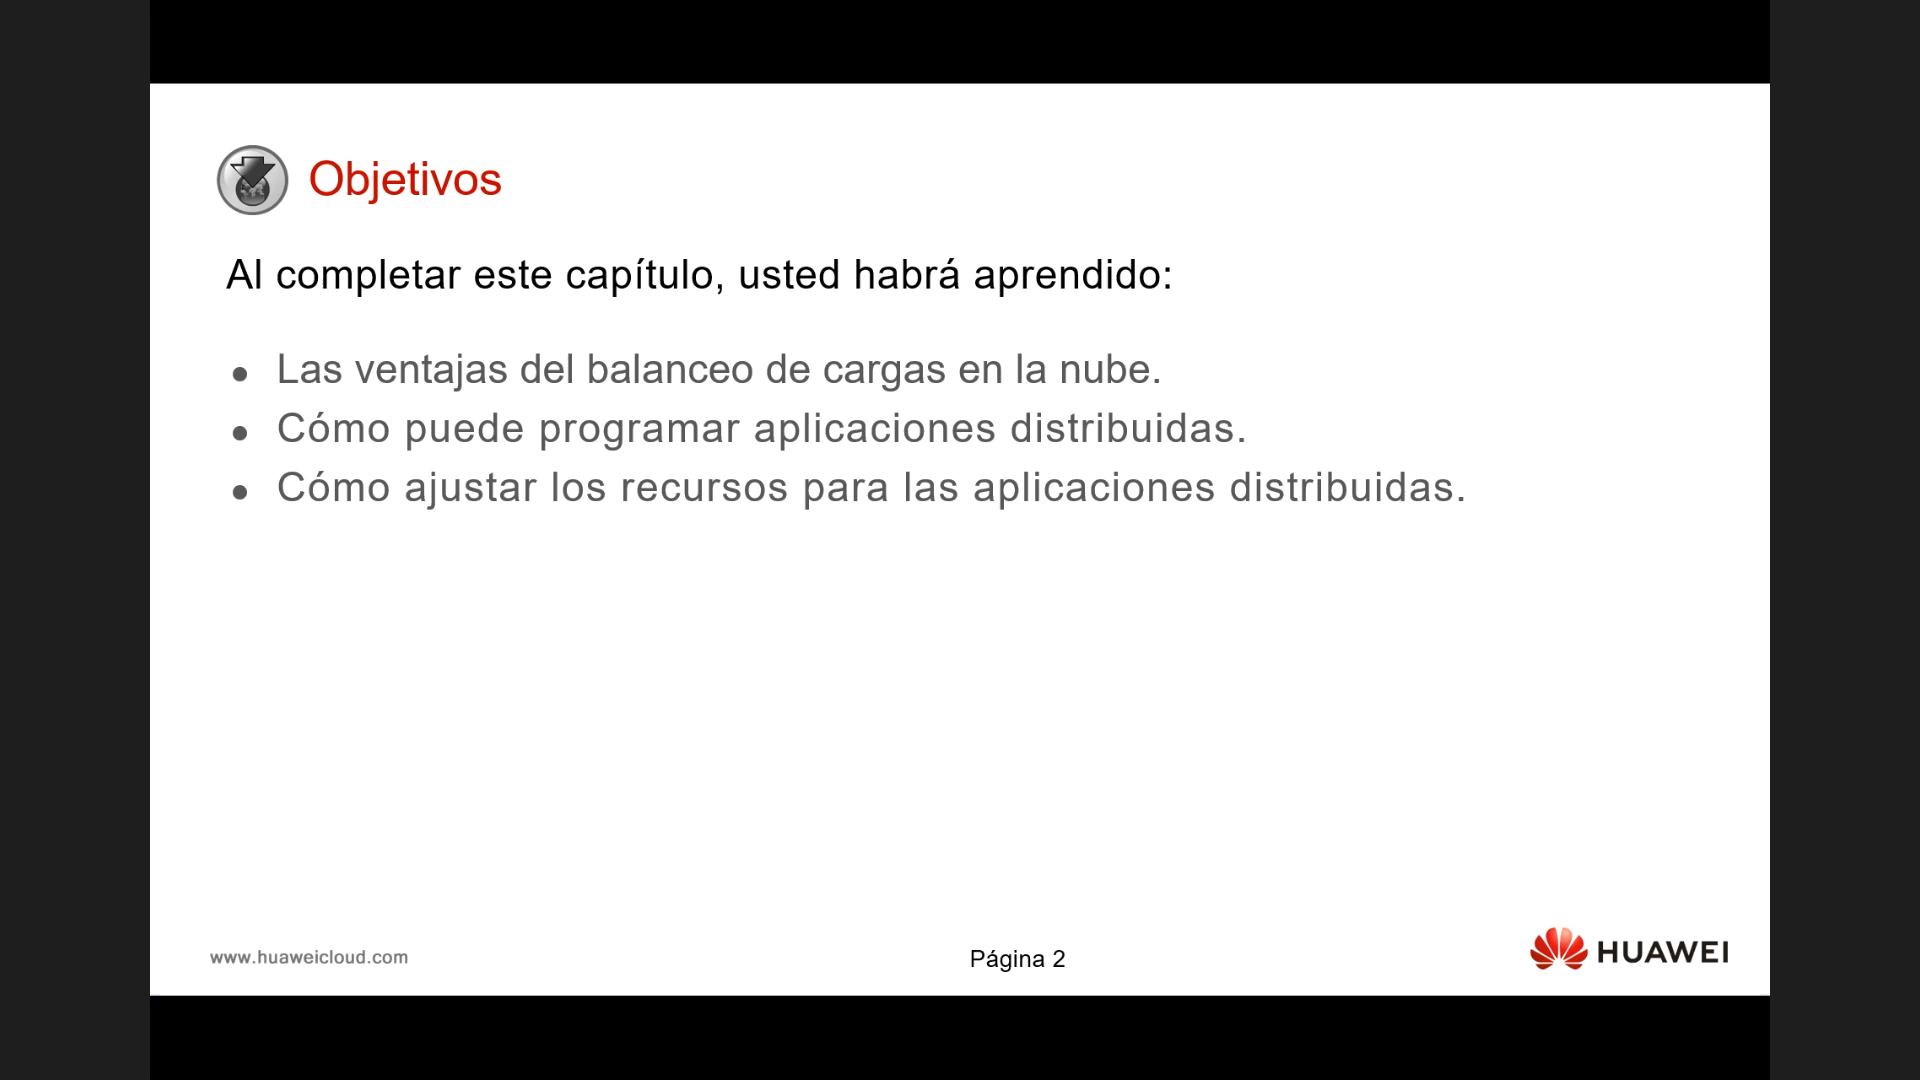 Objetivos
Al completar este capítulo, usted habrá aprendido:
● Las ventajas del balanceo de cargas en la nube.
● Cómo puede programar aplicaciones distribuidas.
● Cómo ajustar los recursos para las aplicaciones distribuidas.
www.huaweicloud.com
Página 2
HUAWEI